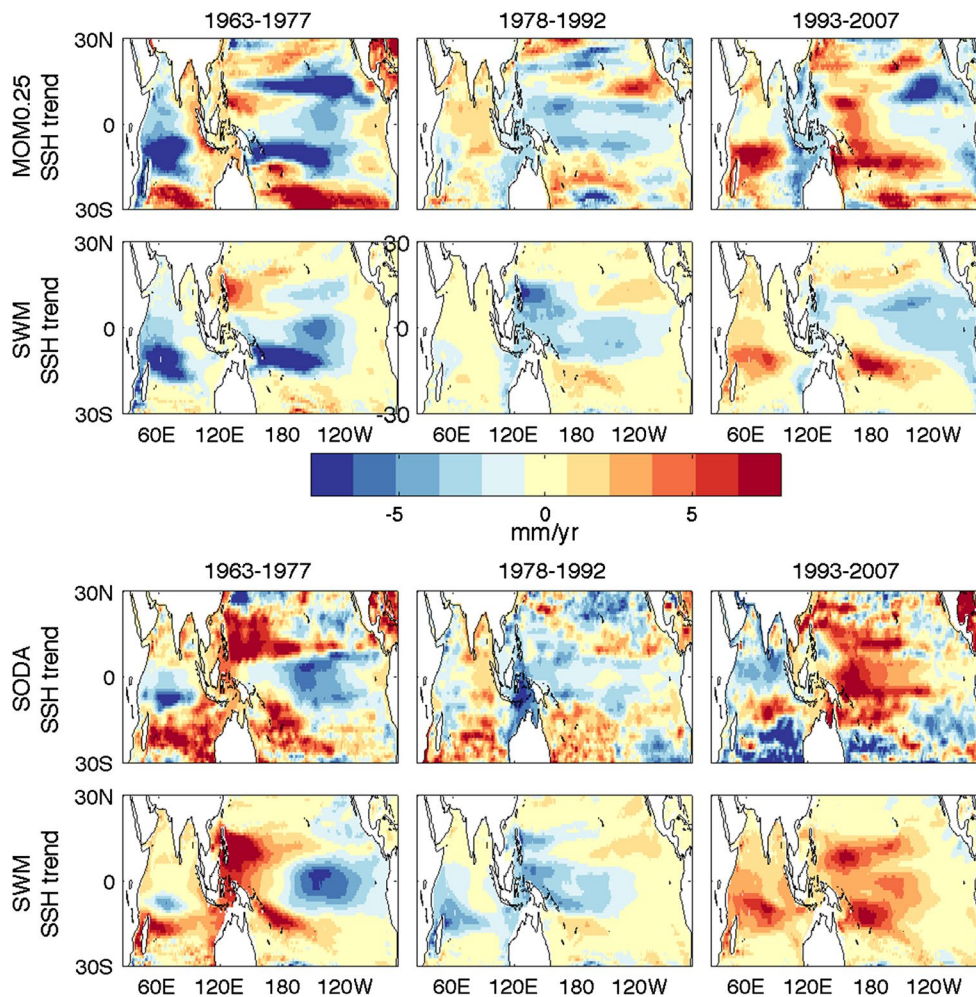 1963-1977 1978-1992 1993-2007
MOM0.25
SSH trend
30N
0
30S
SWM
SSH trend
30N
0
30S
30
0
-30
60E 120E 180 120W 60E 120E 180 120W 60E 120E 180 120W
-5 0 5
mm/yr
1963-1977 1978-1992 1993-2007
SODA
SSH trend
30N
0
30S
SWM
SSH trend
30N
0
30S
60E 120E 180 120W 60E 120E 180 120W 60E 120E 180 120W